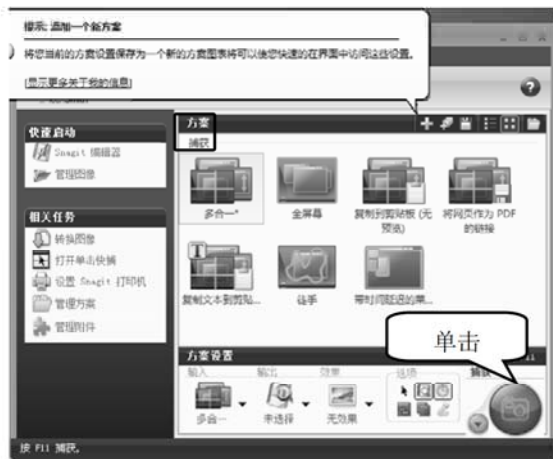 提示: 添加一个新方案
将您当前的方案设置保存为一个新的方案图表将可以使您快速的在界面中访问这些设置。
[显示更多关于我的信息]
快速启动
Snagit 编辑器
管理图像
相关任务
转换图像
打开单击快捕
设置 Snagit 打印机
管理方案
管理附件
方案
捕获
多合一*
全屏幕
复制到剪贴板 (无预览)
将网页作为 PDF 的链接
复制文本到剪贴...
徒手
带时间延迟的菜...
单击
方案设置
输入
输出
效果
选项
捕获
多合一
未选择
无效果
按 F11 捕获。